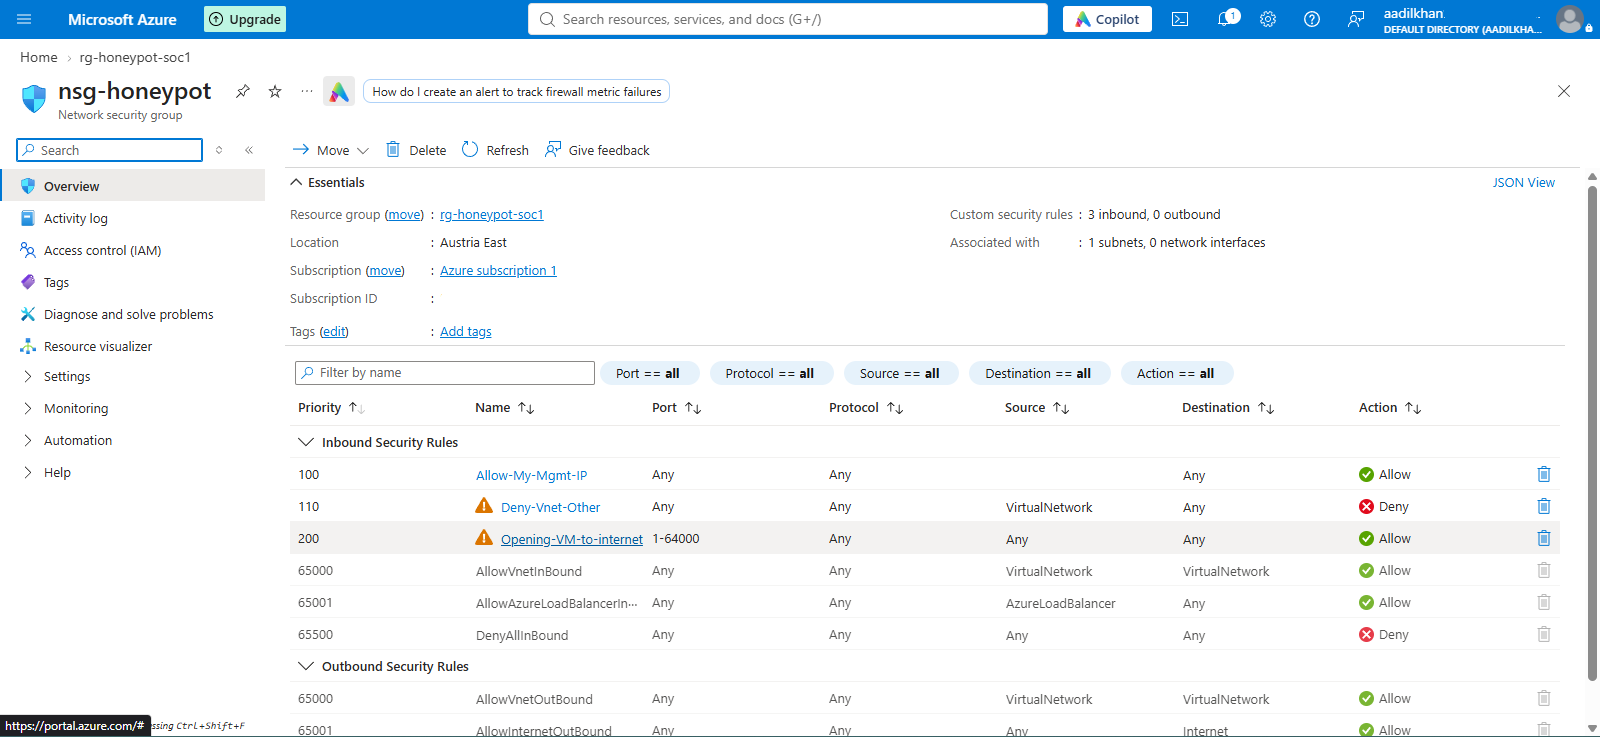 Microsoft Azure
Upgrade
Search resources, services, and docs (G+/)
Copilot
1
aadilkhan
DEFAULT DIRECTORY (AADILKHA...
Home > rg-honeypot-soc1
nsg-honeypot
...
How do I create an alert to track firewall metric failures
Network security group
Search
Move
Delete
Refresh
Give feedback
Overview
Activity log
Access control (IAM)
Tags
Diagnose and solve problems
Resource visualizer
Settings
Monitoring
Automation
Help
Essentials
JSON View
Resource group (move) : rg-honeypot-soc1
Location : Austria East
Subscription (move) : Azure subscription 1
Subscription ID :
Tags (edit) : Add tags
Custom security rules : 3 inbound, 0 outbound
Associated with : 1 subnets, 0 network interfaces
Filter by name
Port == all
Protocol == all
Source == all
Destination == all
Action == all
Priority Name Port Protocol Source Destination Action
Inbound Security Rules
100 Allow-My-Mgmt-IP Any Any Any Allow
110 Deny-Vnet-Other Any Any VirtualNetwork Any Deny
200 Opening-VM-to-internet 1-64000 Any Any Any Allow
65000 AllowVnetInBound Any Any VirtualNetwork VirtualNetwork Allow
65001 AllowAzureLoadBalancerIn... Any Any AzureLoadBalancer Any Allow
65500 DenyAllInBound Any Any Any Any Deny
Outbound Security Rules
65000 AllowVnetOutBound Any Any VirtualNetwork VirtualNetwork Allow
65001 AllowInternetOutBound Any Any Any Internet Allow
https://portal.azure.com/# ssing Ctrl+Shift+F